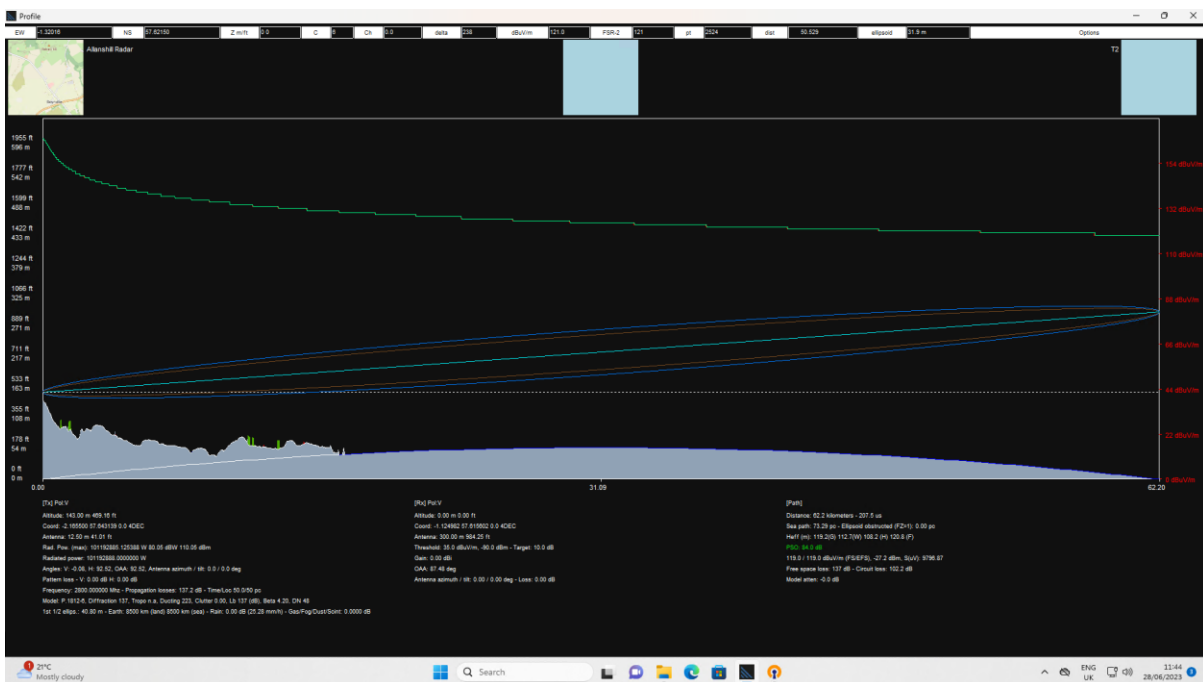 Profile
EW -1.32016 NS 57.62150 Z m/ft 0.0 C 6 Ch 0.0 delta 238 dBuV/m 121.0 FSR-2 121 pt 2524 dist 50.529 ellipsoid 31.9 m Options
Allanshill Radar T2
1955 ft
596 m
1777 ft
542 m
1599 ft
488 m
1422 ft
433 m
1244 ft
379 m
1066 ft
325 m
889 ft
271 m
711 ft
217 m
533 ft
163 m
355 ft
108 m
178 ft
54 m
0 ft
0 m
154 dBuV/m
132 dBuV/m
110 dBuV/m
88 dBuV/m
66 dBuV/m
44 dBuV/m
22 dBuV/m
0 dBuV/m
0.00 31.09 62.20
[Tx] Pol:V
Altitude: 143.00 m 469.16 ft
Coord: -2.165500 57.643139 0.0 4DEC
Antenna: 12.50 m 41.01 ft
Rad. Pow. (max): 101192885.125388 W 80.05 dBW 110.05 dBm
Radiated power: 101192888.0000000 W
Angles: V: -0.08, H: 92.52, OAA: 92.52, Antenna azimuth / tilt: 0.0 / 0.0 deg
Pattern loss - V: 0.00 dB H: 0.00 dB
Frequency: 2800.000000 Mhz - Propagation losses: 137.2 dB - Time/Loc 50.0/50 pc
Model: P.1812-6, Diffraction 137, Tropo n.a, Ducting 223, Clutter 0.00, Lb 137 (dB), Beta 4.20, DN 46
1st 1/2 ellips.: 40.80 m - Earth: 8500 km (land) 8500 km (sea) - Rain: 0.00 dB (25.28 mm/h) - Gas/Fog/Dust/Scint: 0.0000 dB
[Rx] Pol:V
Altitude: 0.00 m 0.00 ft
Coord: -1.124982 57.615602 0.0 4DEC
Antenna: 300.00 m 984.25 ft
Threshold: 35.0 dBuV/m, -90.0 dBm - Target: 10.0 dB
Gain: 0.00 dBi
OAA: 87.48 deg
Antenna azimuth / tilt: 0.00 / 0.00 deg - Loss: 0.00 dB
[Path]
Distance: 62.2 kilometers - 207.5 us
Sea path: 73.29 pc - Ellipsoid obstructed (FZ=1): 0.00 pc
Heff (m): 119.2(G) 112.7(W) 108.2 (H) 120.8 (F)
PSO: 84.0 dB
119.0 / 119.0 dBuV/m (FS/EFS), -27.2 dBm, S(uV): 9796.87
Free space loss: 137 dB - Circuit loss: 102.2 dB
Model atten: -0.0 dB
1
21°C
Mostly cloudy
Search
ENG
UK
11:44
28/06/2023